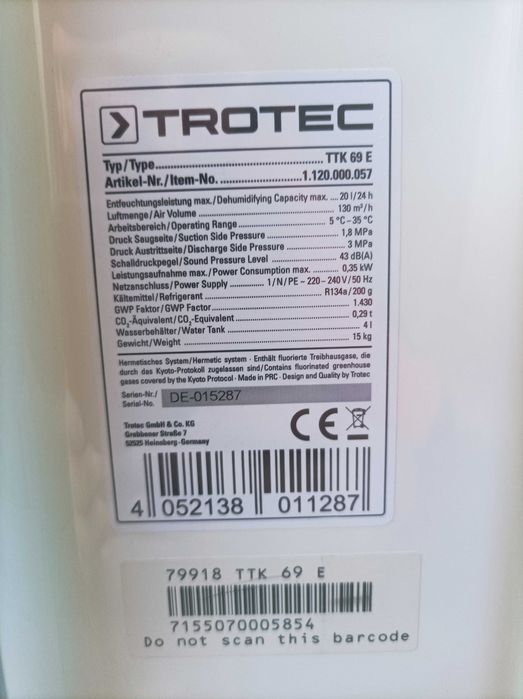 TROTEC
Typ/Type ........ TTK 69 E
Artikel-Nr./Item-No. ........ 1.120.000.057
Entfeuchtungsleistung max./Dehumidifying Capacity max. .... 20 l/24 h
Luftmenge/Air Volume ........ 130 m³/h
Arbeitsbereich/Operating Range ........ 5 °C–35 °C
Druck Saugseite/Suction Side Pressure ........ 1,8 MPa
Druck Austrittseite/Discharge Side Pressure ........ 3 MPa
Schalldruckpegel/Sound Pressure Level ........ 43 dB(A)
Leistungsaufnahme max./Power Consumption max. ........ 0,35 kW
Netzanschluss/Power Supply ........ 1/N/PE ~ 220–240 V/50 Hz
Kältemittel/Refrigerant ........ R134a/200 g
GWP Faktor/GWP Factor ........ 1.430
CO₂-Äquivalent/CO₂-Equivalent ........ 0,29 t
Wasserbehälter/Water Tank ........ 4 l
Gewicht/Weight ........ 15 kg
Hermetisches System/Hermetic system · Enthält fluorierte Treibhausgase, die
durch das Kyoto-Protokoll zugelassen sind/Contains fluorinated greenhouse
gases covered by the Kyoto Protocol · Made in PRC · Design and Quality by Trotec
Serien-Nr./
Serial-No. DE-015287
Trotec GmbH & Co. KG
Grebbener Straße 7
52525 Heinsberg · Germany
CE
4 052138 011287
79918 TTK 69 E
7155070005854
Do not scan this barcode